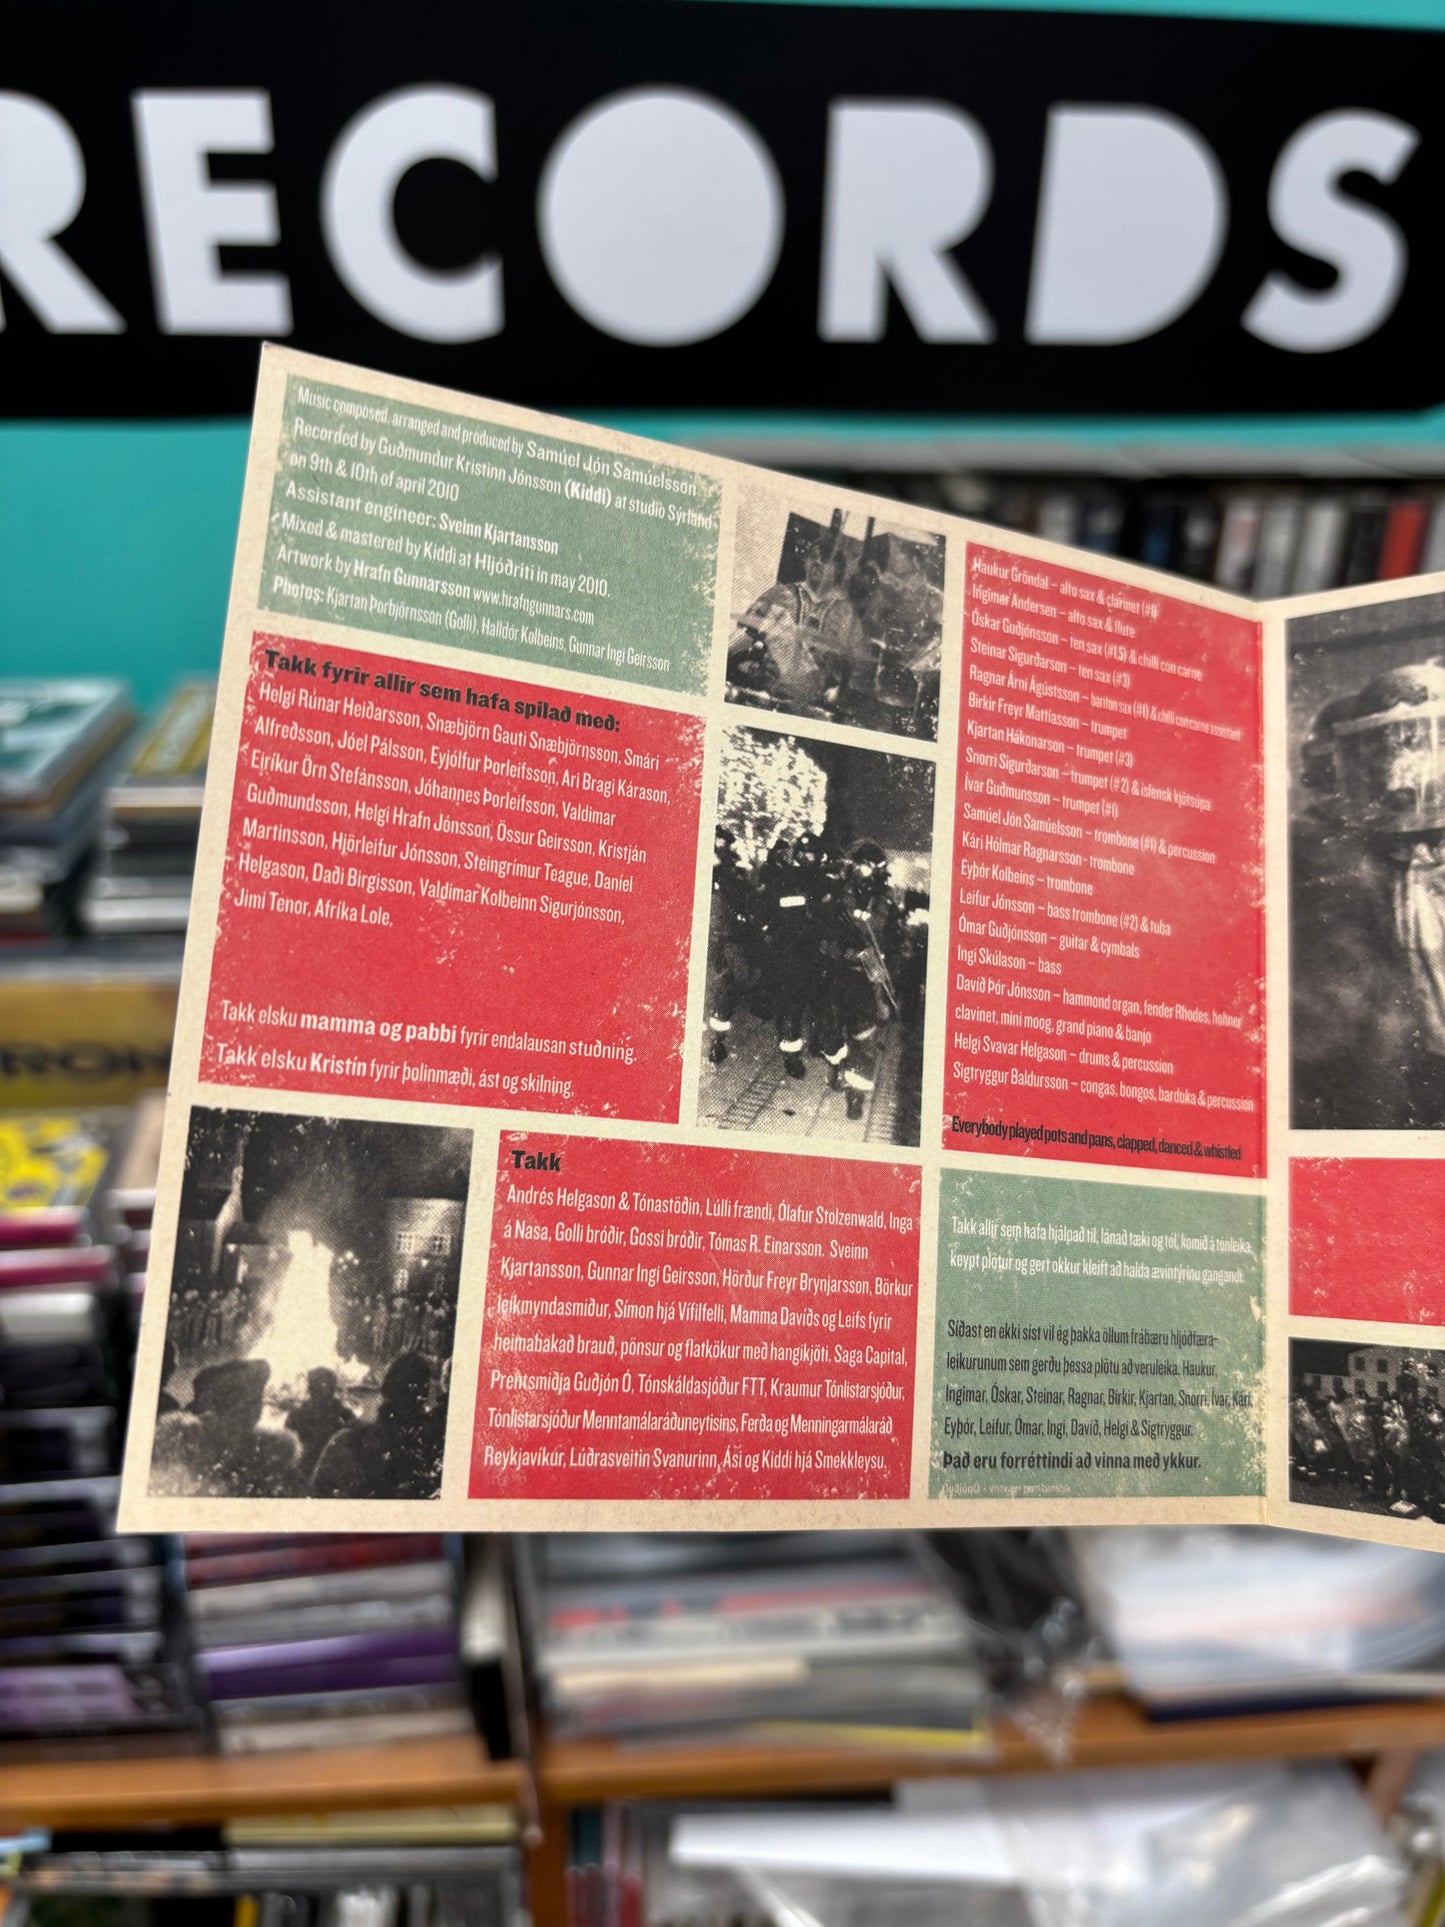 RECORDS
Music composed, arranged and produced by Samúel Jón Samúelsson
Recorded by Guðmundur Kristinn Jónsson (Kiddi) at studio Sýrland
on 9th & 10th of april 2010
Assistant engineer: Sveinn Kjartansson
Mixed & mastered by Kiddi at Hljóðriti in may 2010.
Artwork by Hrafn Gunnarsson www.hrafngunnars.com
Photos: Kjartan Þorbjörnsson (Golli), Halldór Kolbeins, Gunnar Ingi Geirsson
Takk fyrir allir sem hafa spilað með:
Helgi Rúnar Heiðarsson, Snæbjörn Gauti Snæbjörnsson, Smári
Alfreðsson, Jóel Pálsson, Eyjólfur Þorleifsson, Ari Bragi Kárason,
Eiríkur Örn Stefánsson, Jóhannes Þorleifsson, Valdimar
Guðmundsson, Helgi Hrafn Jónsson, Össur Geirsson, Kristján
Martinsson, Hjörleifur Jónsson, Steingrímur Teague, Daníel
Helgason, Daði Birgisson, Valdimar Kolbeinn Sigurjónsson,
Jimi Tenor, Afríka Lole.
Takk elsku mamma og pabbi fyrir endalausan stuðning.
Takk elsku Kristín fyrir þolinmæði, ást og skilning.
Takk
Andrés Helgason & Tónastöðin, Lúlli frændi, Ólafur Stolzenwald, Inga
á Nasa, Golli bróðir, Gossi bróðir, Tómas R. Einarsson. Sveinn
Kjartansson, Gunnar Ingi Geirsson, Hörður Freyr Brynjarsson, Börkur
leikmyndasmiður, Símon hjá Vífilfelli, Mamma Davíðs og Leifs fyrir
heimabakað brauð, pönsur og flatkökur með hangikjöti. Saga Capital,
Prentsmiðja Guðjón Ó, Tónskáldasjóður FTT, Kraumur Tónlistarsjóður,
Tónlistarsjóður Menntamálaráðuneytisins, Ferða og Menningarmálaráð
Reykjavíkur, Lúðrasveitin Svanurinn, Ási og Kiddi hjá Smekkleysu.
Haukur Gröndal – alto sax & clarinet (#1)
Ingimar Andersen – alto sax & flute
Óskar Guðjónsson – ten sax (#1,5) & chilli con carne
Steinar Sigurðarson – ten sax (#3)
Ragnar Árni Ágústsson – bariton sax (#1) & chilli con carne assistant
Birkir Freyr Mattiasson – trumpet
Kjartan Hákonarson – trumpet (#3)
Snorri Sigurðarson – trumpet (#2) & íslensk kjötsúpa
Ívar Guðmunsson – trumpet (#1)
Samúel Jón Samúelsson – trombone (#1) & percussion
Kári Hólmar Ragnarsson - trombone
Eyþór Kolbeins – trombone
Leifur Jónsson – bass trombone (#2) & tuba
Ómar Guðjónsson – guitar & cymbals
Ingi Skúlason – bass
Davíð Þór Jónsson – hammond organ, fender Rhodes, hohner
clavinet, mini moog, grand piano & banjo
Helgi Svavar Helgason – drums & percussion
Sigtryggur Baldursson – congas, bongos, barduka & percussion
Everybody played pots and pans, clapped, danced & whistled
Takk allir sem hafa hjálpað til, lánað tæki og tól, komið á tónleika,
keypt plötur og gert okkur kleift að halda ævintýrinu gangandi.
Síðast en ekki síst vil ég þakka öllum frábæru hljóðfæra-
leikurunum sem gerðu þessa plötu að veruleika. Haukur,
Ingimar, Óskar, Steinar, Ragnar, Birkir, Kjartan, Snorri, Ívar, Kári,
Eyþór, Leifur, Ómar, Ingi, Davíð, Helgi & Sigtryggur.
Það eru forréttindi að vinna með ykkur.
GuðjónÓ - vistvæn prentsmiðja